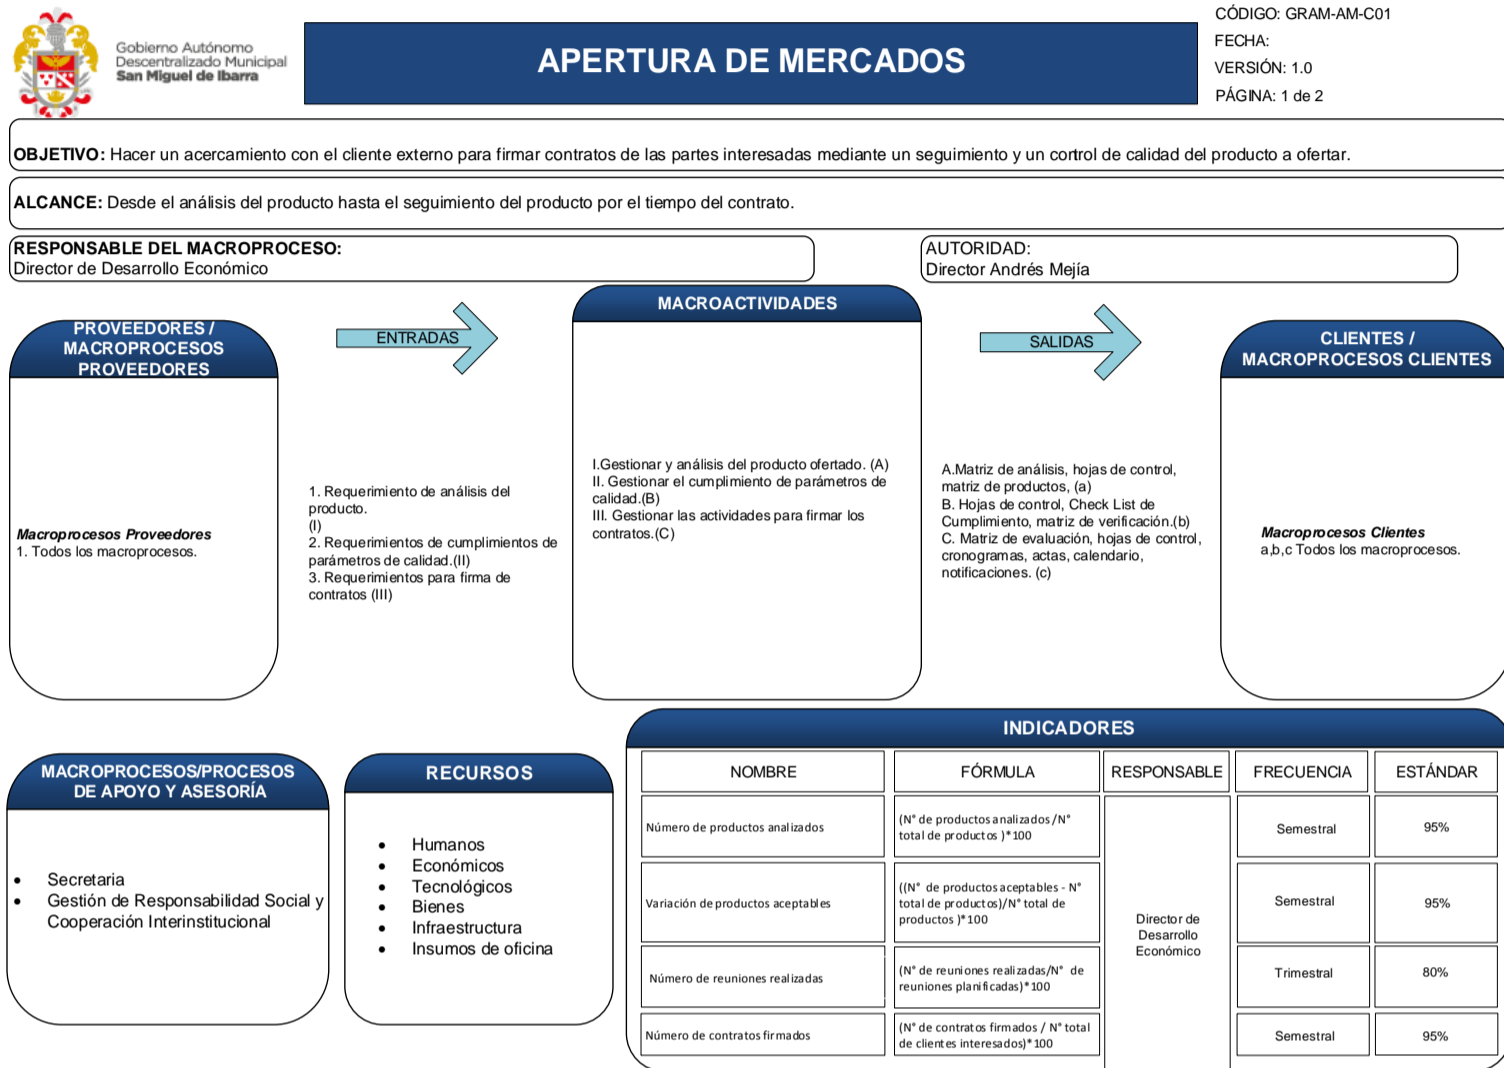 Gobierno Autónomo
Descentralizado Municipal
San Miguel de Ibarra
APERTURA DE MERCADOS
CÓDIGO: GRAM-AM-C01
FECHA:
VERSIÓN: 1.0
PÁGINA: 1 de 2
OBJETIVO: Hacer un acercamiento con el cliente externo para firmar contratos de las partes interesadas mediante un seguimiento y un control de calidad del producto a ofertar.
ALCANCE: Desde el análisis del producto hasta el seguimiento del producto por el tiempo del contrato.
RESPONSABLE DEL MACROPROCESO:
Director de Desarrollo Económico
AUTORIDAD:
Director Andrés Mejía
PROVEEDORES /
MACROPROCESOS
PROVEEDORES
Macroprocesos Proveedores
1. Todos los macroprocesos.
ENTRADAS
1. Requerimiento de análisis del
producto.
(I)
2. Requerimientos de cumplimientos de
parámetros de calidad.(II)
3. Requerimientos para firma de
contratos (III)
MACROACTIVIDADES
I.Gestionar y análisis del producto ofertado. (A)
II. Gestionar el cumplimiento de parámetros de
calidad.(B)
III. Gestionar las actividades para firmar los
contratos.(C)
SALIDAS
A.Matriz de análisis, hojas de control,
matriz de productos, (a)
B. Hojas de control, Check List de
Cumplimiento, matriz de verificación.(b)
C. Matriz de evaluación, hojas de control,
cronogramas, actas, calendario,
notificaciones. (c)
CLIENTES /
MACROPROCESOS CLIENTES
Macroprocesos Clientes
a,b,c Todos los macroprocesos.
MACROPROCESOS/PROCESOS
DE APOYO Y ASESORÍA
• Secretaria
• Gestión de Responsabilidad Social y
Cooperación Interinstitucional
RECURSOS
• Humanos
• Económicos
• Tecnológicos
• Bienes
• Infraestructura
• Insumos de oficina
INDICADORES
NOMBRE FÓRMULA RESPONSABLE FRECUENCIA ESTÁNDAR
Número de productos analizados
(N° de productos analizados /N°
total de productos )*100
Semestral
95%
Variación de productos aceptables
((N° de productos aceptables - N°
total de productos)/N° total de
productos )*100
Director de
Desarrollo
Económico
Semestral
95%
Número de reuniones realizadas
(N° de reuniones realizadas/N° de
reuniones planificadas)*100
Trimestral
80%
Número de contratos firmados
(N° de contratos firmados / N° total
de clientes interesados)*100
Semestral
95%